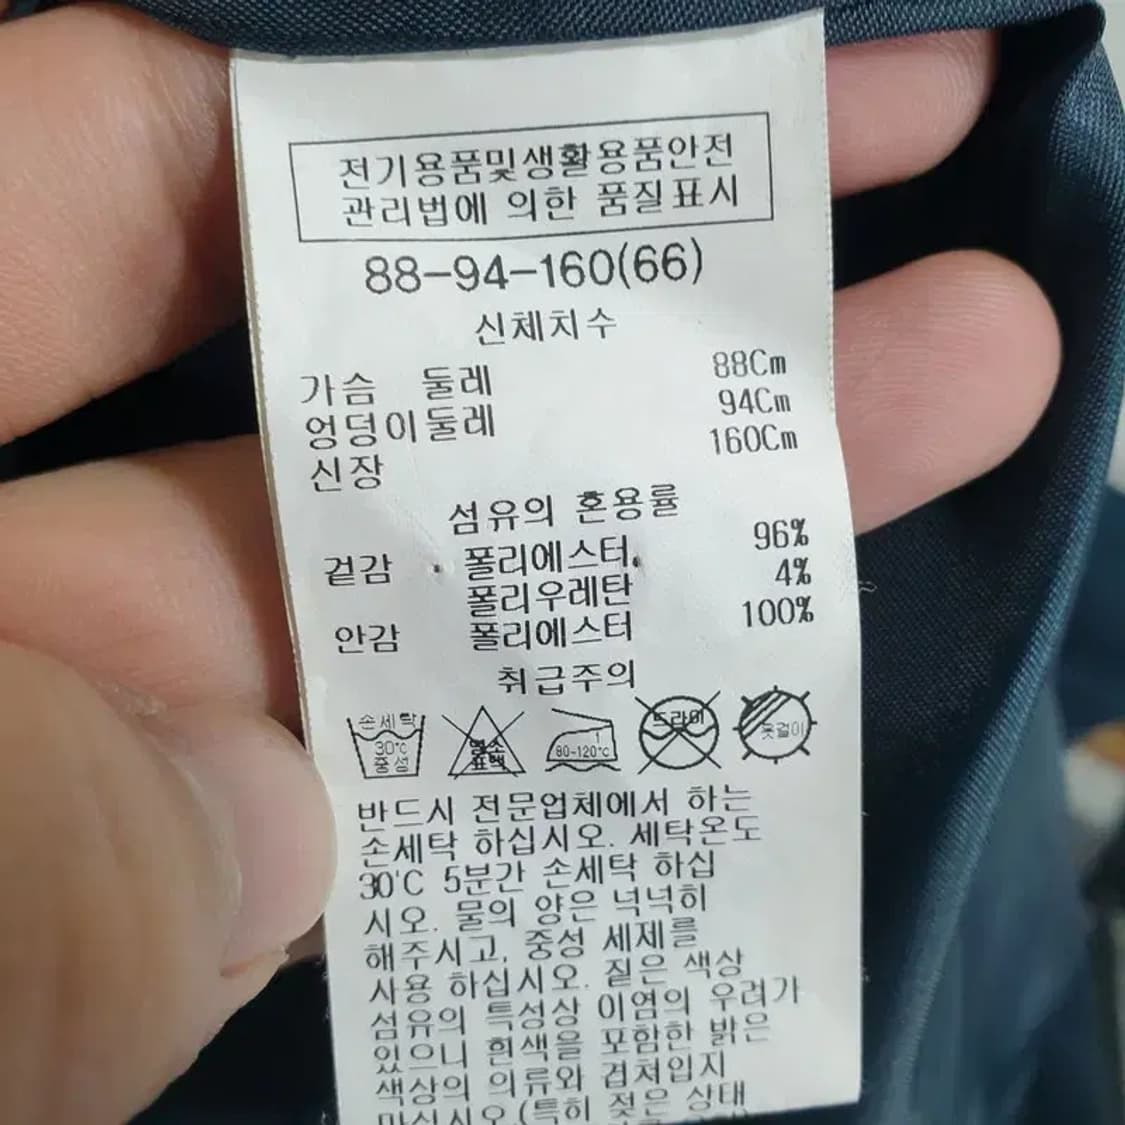 전기용품및생활용품안전
관리법에 의한 품질표시
88-94-160(66)
신체치수
가슴 둘레 88Cm
엉덩이둘레 94Cm
신장 160Cm
섬유의 혼용률
겉감 폴리에스터 96%
폴리우레탄 4%
안감 폴리에스터 100%
취급주의
손세탁
30℃
중성
염소
표백
1
80-120℃
드라이
옷걸이
반드시 전문업체에서 하는
손세탁 하십시오. 세탁온도
30'C 5분간 손세탁 하십
시오. 물의 양은 넉넉히
해주시고, 중성 세제를
사용 하십시오. 짙은 색상
섬유의 특성상 이염의 우려가
있으니 흰색을 포함한 밝은
색상의 의류와 겹쳐입지
마십시오.(특히 젖은 상태